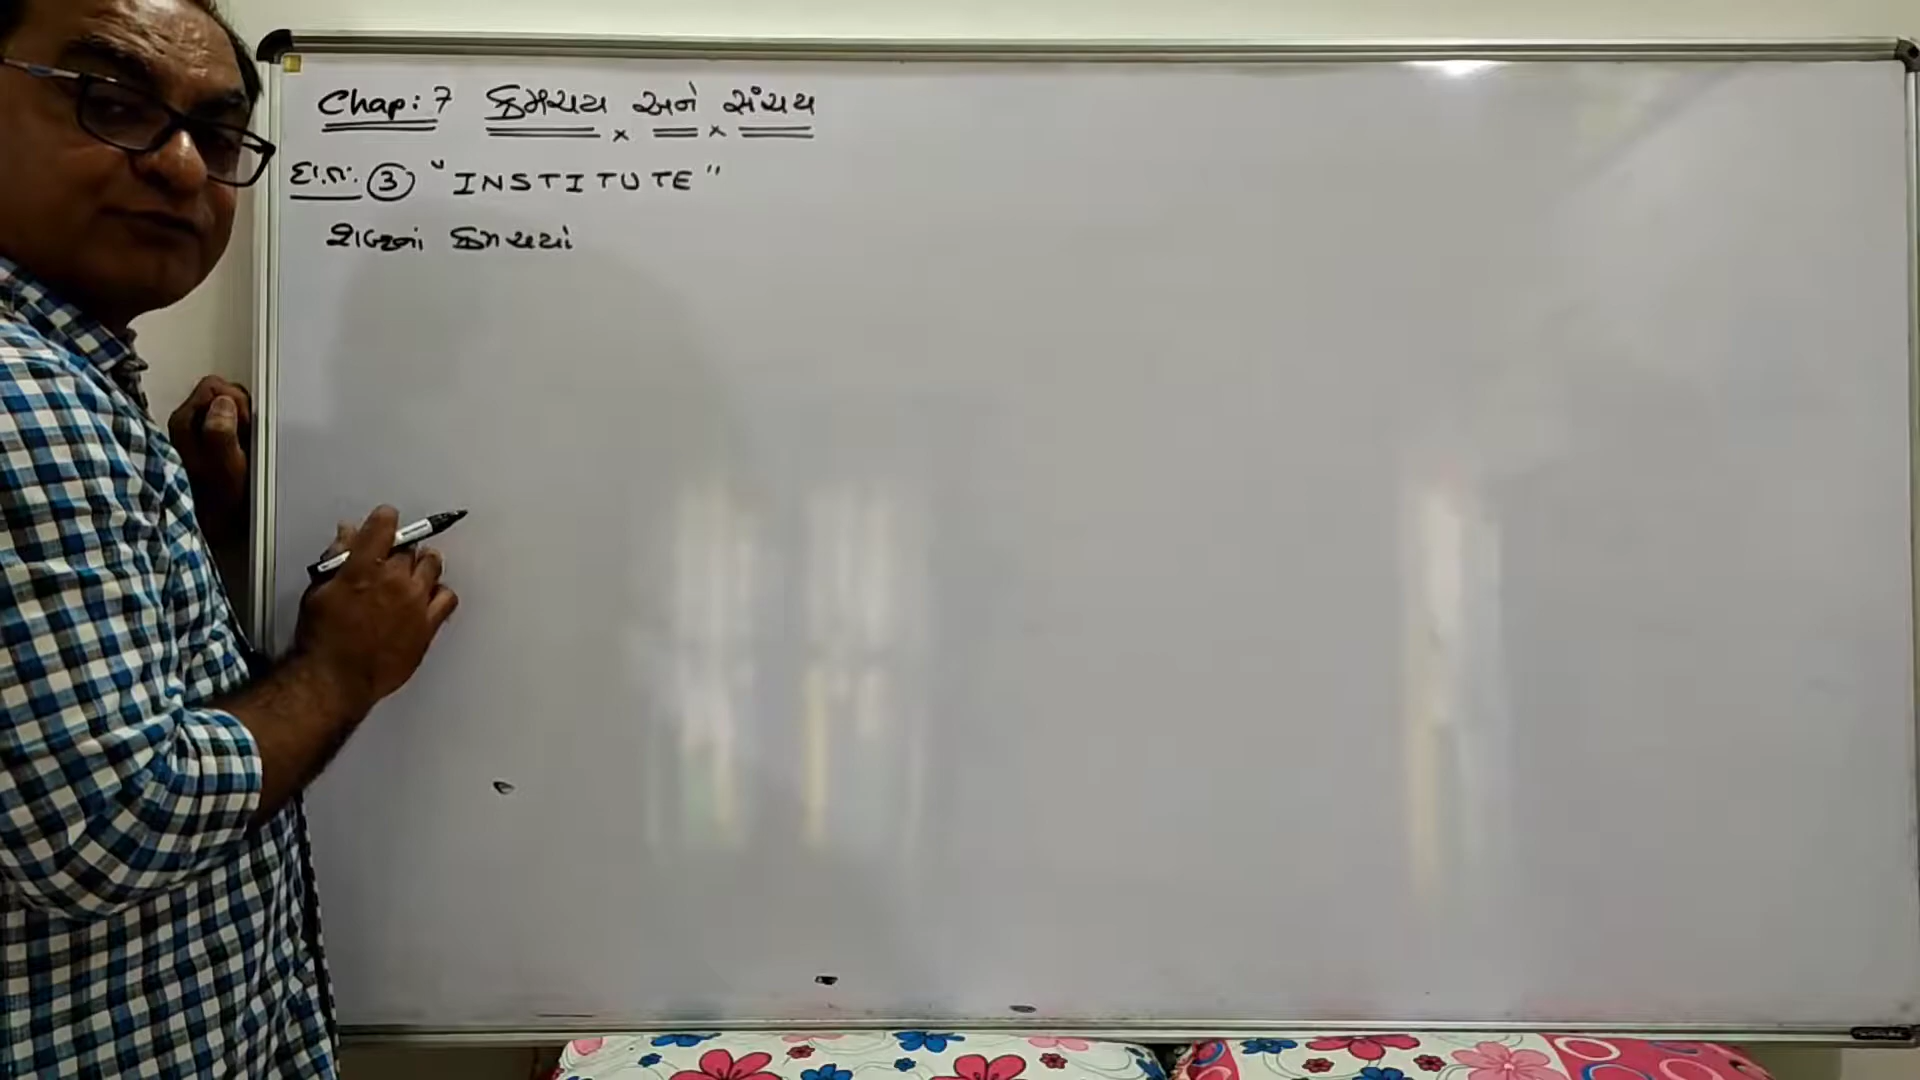 Chap: 7 ક્રમચય અને સંચય
દા.ત. ③ "INSTITUTE"
શબ્દનાં ક્રમચયો